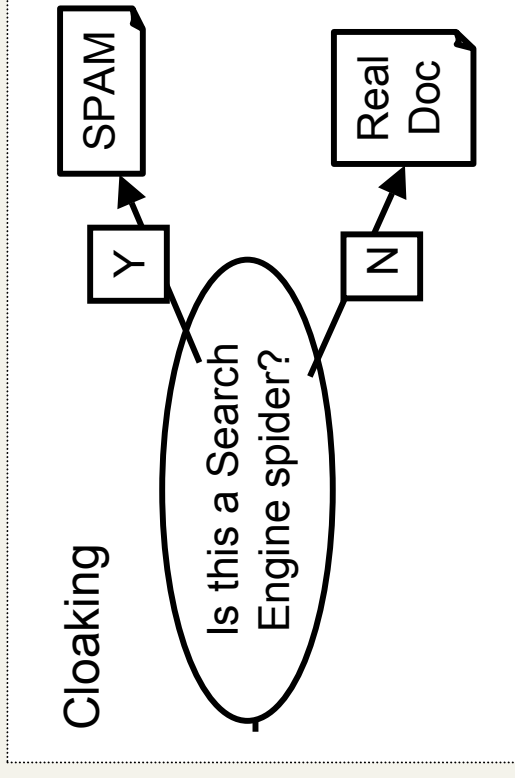 Cloaking
Is this a Search
Engine spider?
Y
SPAM
N
Real
Doc